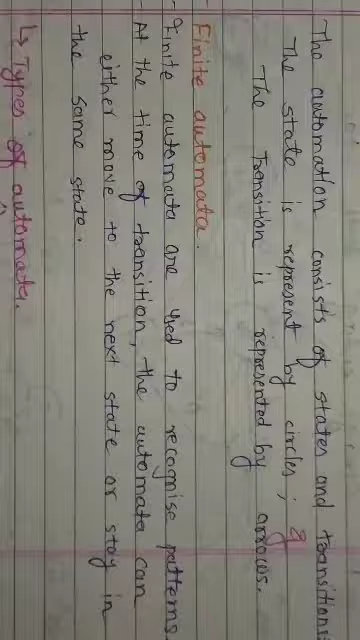 The automation consists of states and transitions
The state is represent by circles; &
The Transition is represented by arrows.
Finite automata.
- Finite automata are used to recognise patterns.
- At the time of transition, the automata can
either move to the next state or stay in
the same state.
↳ Types of automata.